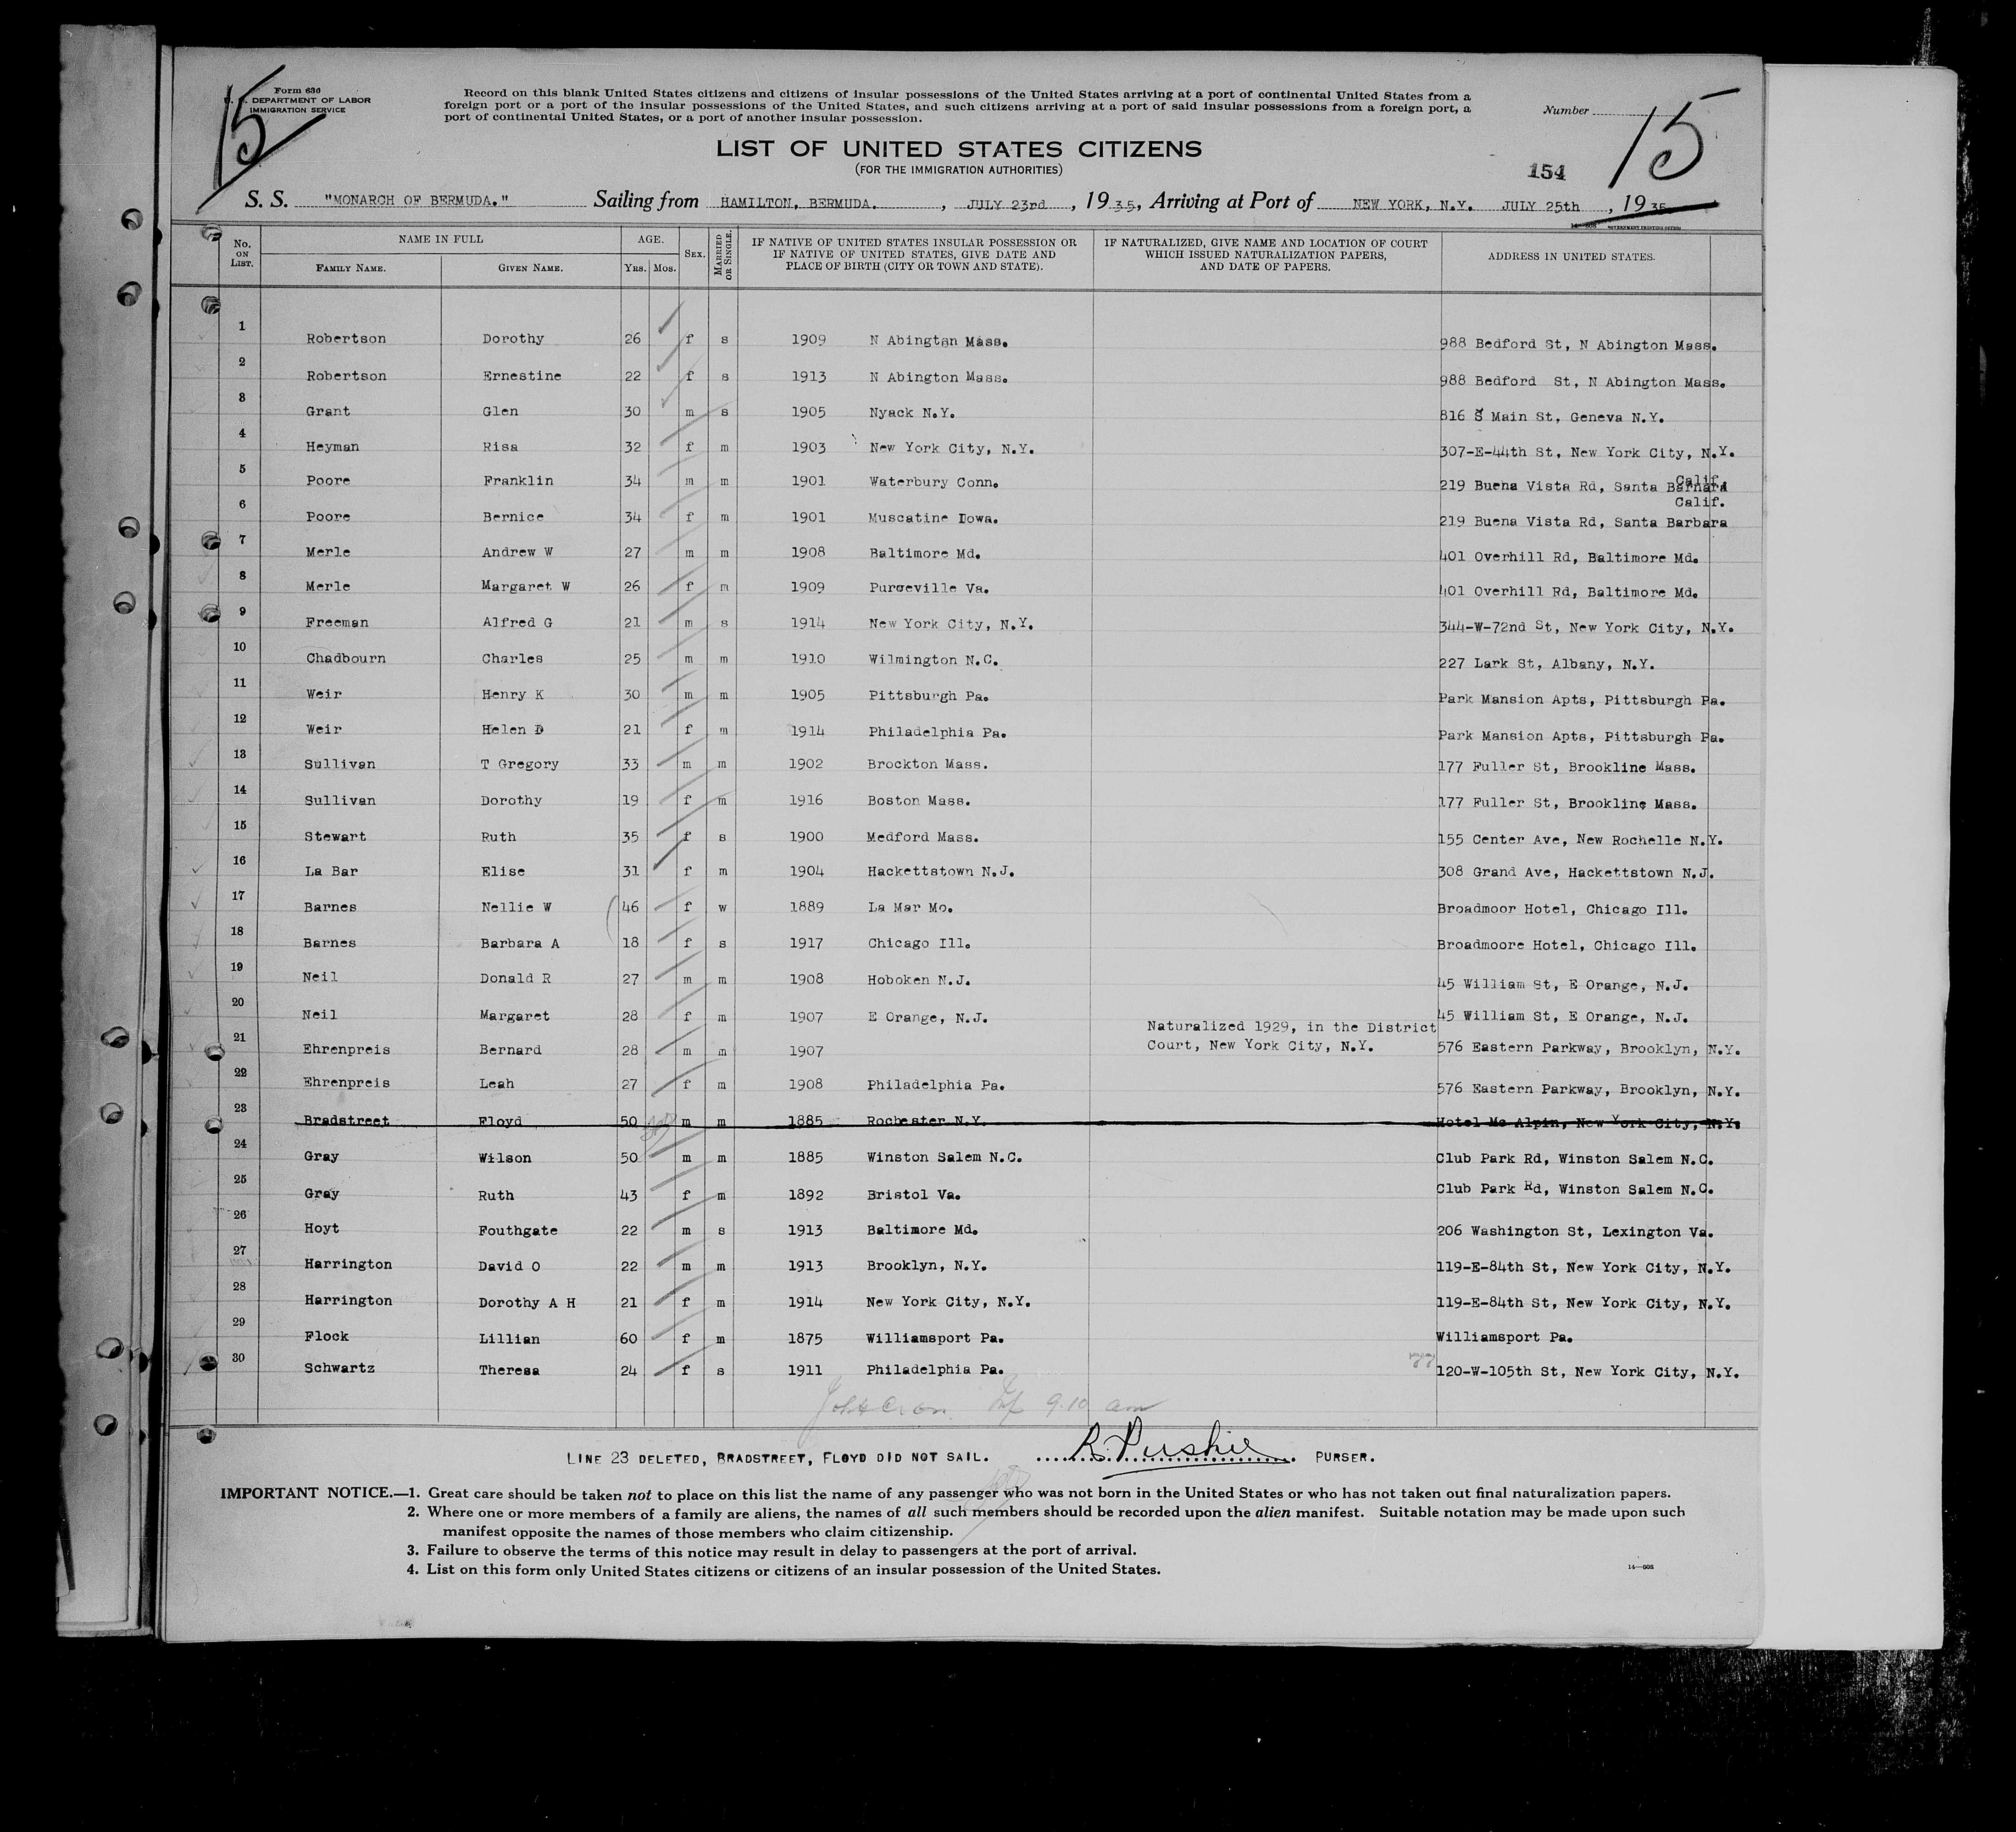 15
Form 630
U. S. DEPARTMENT OF LABOR
IMMIGRATION SERVICE
Record on this blank United States citizens and citizens of insular possessions of the United States arriving at a port of continental United States from a
foreign port or a port of the insular possessions of the United States, and such citizens arriving at a port of said insular possessions from a foreign port, a
port of continental United States, or a port of another insular possession.
Number 15
LIST OF UNITED STATES CITIZENS
(FOR THE IMMIGRATION AUTHORITIES)
154
S. S. "MONARCH OF BERMUDA." Sailing from HAMILTON, BERMUDA. , JULY 23rd , 1935, Arriving at Port of NEW YORK, N.Y. JULY 25th , 1935
No. ON LIST. NAME IN FULL FAMILY NAME. GIVEN NAME. AGE. YRS. MOS. SEX. MARRIED OR SINGLE. IF NATIVE OF UNITED STATES INSULAR POSSESSION OR IF NATIVE OF UNITED STATES, GIVE DATE AND PLACE OF BIRTH (CITY OR TOWN AND STATE). IF NATURALIZED, GIVE NAME AND LOCATION OF COURT WHICH ISSUED NATURALIZATION PAPERS, AND DATE OF PAPERS. ADDRESS IN UNITED STATES.
1 Robertson Dorothy 26 f s 1909 N Abingtan Mass. 988 Bedford St, N Abington Mass.
2 Robertson Ernestine 22 f s 1913 N Abington Mass. 988 Bedford St, N Abington Mass.
3 Grant Glen 30 m s 1905 Nyack N.Y. 816 S Main St, Geneva N.Y.
4 Heyman Risa 32 f m 1903 New York City, N.Y. 307-E-44th St, New York City, N.Y.
5 Poore Franklin 34 m m 1901 Waterbury Conn. 219 Buena Vista Rd, Santa Barnara Calif.
6 Poore Bernice 34 f m 1901 Muscatine Iowa. 219 Buena Vista Rd, Santa Barbara Calif.
7 Merle Andrew W 27 m m 1908 Baltimore Md. 401 Overhill Rd, Baltimore Md.
8 Merle Margaret W 26 f m 1909 Purceville Va. 401 Overhill Rd, Baltimore Md.
9 Freeman Alfred G 21 m s 1914 New York City, N.Y. 344-W-72nd St, New York City, N.Y.
10 Chadbourn Charles 25 m m 1910 Wilmington N.C. 227 Lark St, Albany, N.Y.
11 Weir Henry K 30 m m 1905 Pittsburgh Pa. Park Mansion Apts, Pittsburgh Pa.
12 Weir Helen D 21 f m 1914 Philadelphia Pa. Park Mansion Apts, Pittsburgh Pa.
13 Sullivan T Gregory 33 m m 1902 Brockton Mass. 177 Fuller St, Brookline Mass.
14 Sullivan Dorothy 19 f m 1916 Boston Mass. 177 Fuller St, Brookline Mass.
15 Stewart Ruth 35 f s 1900 Medford Mass. 155 Center Ave, New Rochelle N.Y.
16 La Bar Elise 31 f m 1904 Hackettstown N.J. 308 Grand Ave, Hackettstown N.J.
17 Barnes Nellie W 46 f w 1889 La Mar Mo. Broadmoor Hotel, Chicago Ill.
18 Barnes Barbara A 18 f s 1917 Chicago Ill. Broadmoore Hotel, Chicago Ill.
19 Neil Donald R 27 m m 1908 Hoboken N.J. 45 William St, E Orange, N.J.
20 Neil Margaret 28 f m 1907 E Orange, N.J. 45 William St, E Orange, N.J.
21 Ehrenpreis Bernard 28 m m 1907 Naturalized 1929, in the District Court, New York City, N.Y. 576 Eastern Parkway, Brooklyn, N.Y.
22 Ehrenpreis Leah 27 f m 1908 Philadelphia Pa. 576 Eastern Parkway, Brooklyn, N.Y.
23 Bradstreet Floyd 50 m m 1885 Rochester N.Y. Hotel Mc Alpin, New York City, N.Y.
24 Gray Wilson 50 m m 1885 Winston Salem N.C. Club Park Rd, Winston Salem N.C.
25 Gray Ruth 43 f m 1892 Bristol Va. Club Park Rd, Winston Salem N.C.
26 Hoyt Fouthgate 22 m s 1913 Baltimore Md. 206 Washington St, Lexington Va.
27 Harrington David O 22 m m 1913 Brooklyn, N.Y. 119-E-84th St, New York City, N.Y.
28 Harrington Dorothy A H 21 f m 1914 New York City, N.Y. 119-E-84th St, New York City, N.Y.
29 Flock Lillian 60 f m 1875 Williamsport Pa. Williamsport Pa.
30 Schwartz Theresa 24 f s 1911 Philadelphia Pa. 77 120-W-105th St, New York City, N.Y.
9.10 am
LINE 23 DELETED, BRADSTREET, FLOYD DID NOT SAIL. R. Pushie PURSER.
IMPORTANT NOTICE.—1. Great care should be taken not to place on this list the name of any passenger who was not born in the United States or who has not taken out final naturalization papers.
2. Where one or more members of a family are aliens, the names of all such members should be recorded upon the alien manifest. Suitable notation may be made upon such
manifest opposite the names of those members who claim citizenship.
3. Failure to observe the terms of this notice may result in delay to passengers at the port of arrival.
4. List on this form only United States citizens or citizens of an insular possession of the United States.